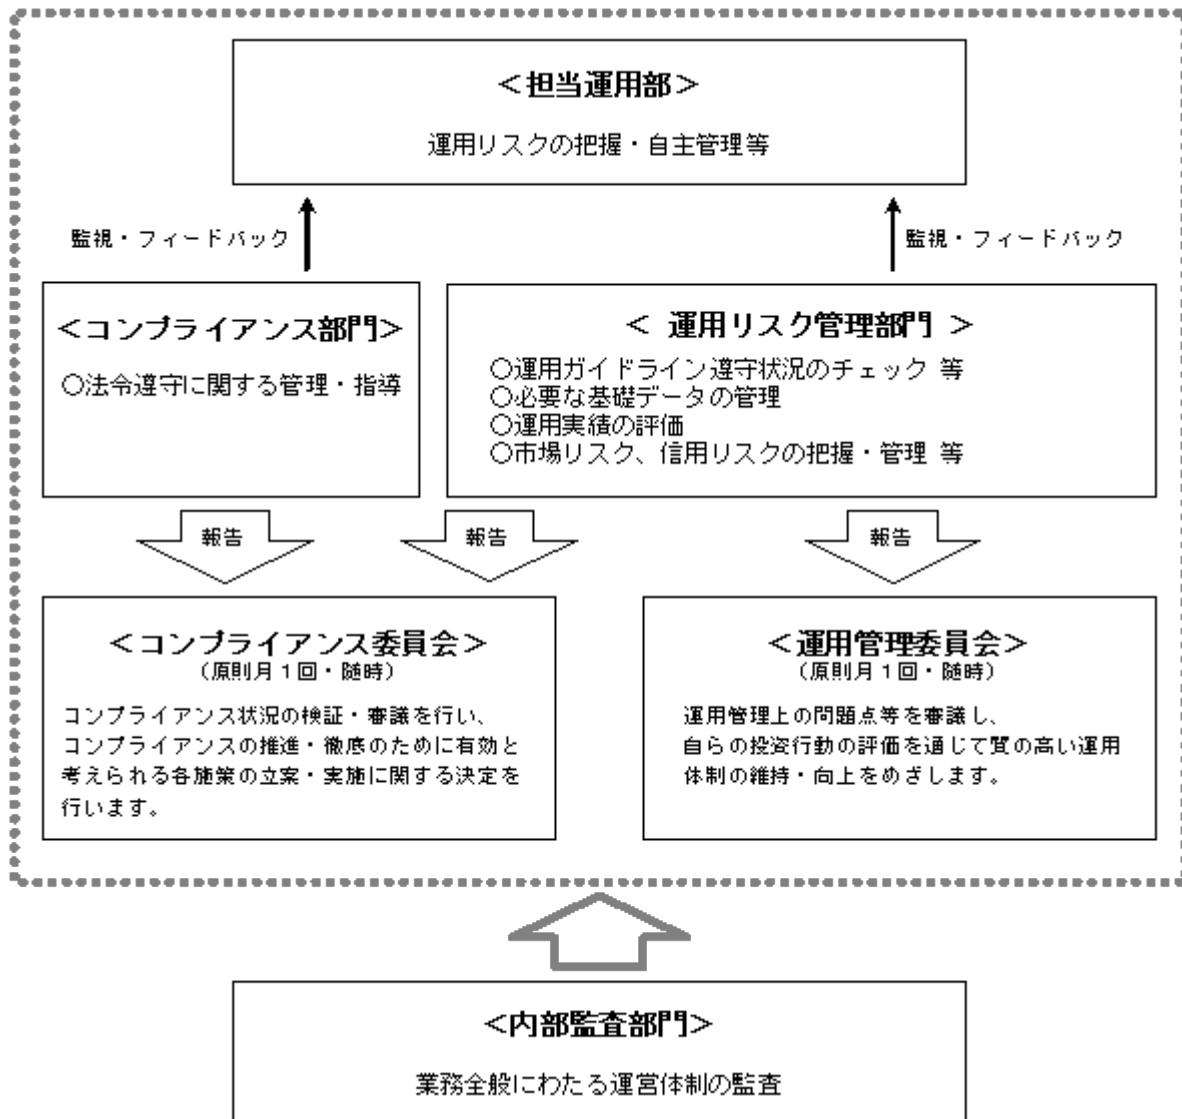 ＜担当運用部＞
運用リスクの把握・自主管理等
監視・フィードバック
監視・フィードバック
＜コンプライアンス部門＞
○法令遵守に関する管理・指導
＜ 運用リスク管理部門 ＞
○運用ガイドライン遵守状況のチェック 等
○必要な基礎データの管理
○運用実績の評価
○市場リスク、信用リスクの把握・管理 等
報告
報告
報告
＜コンプライアンス委員会＞
（原則月１回・随時）
コンプライアンス状況の検証・審議を行い、
コンプライアンスの推進・徹底のために有効と
考えられる各施策の立案・実施に関する決定を
行います。
＜運用管理委員会＞
（原則月１回・随時）
運用管理上の問題点等を審議し、
自らの投資行動の評価を通じて質の高い運用
体制の維持・向上をめざします。
＜内部監査部門＞
業務全般にわたる運営体制の監査